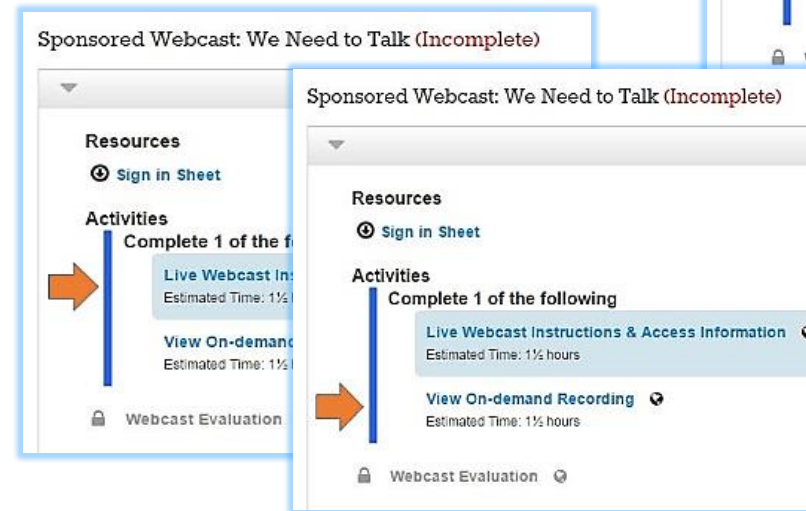 Sponsored Webcast: We Need to Talk (Incomplete)
Resources
Sign in Sheet
Activities
Complete 1 of the
Live Webcast
Estimated Time: 1½
View On-demand
Estimated Time: 1½
Webcast Evaluation
Sponsored Webcast: We Need to Talk (Incomplete)
Resources
Sign in Sheet
Activities
Complete 1 of the following
Live Webcast Instructions & Access Information
Estimated Time: 1½ hours
View On-demand Recording
Estimated Time: 1½ hours
Webcast Evaluation